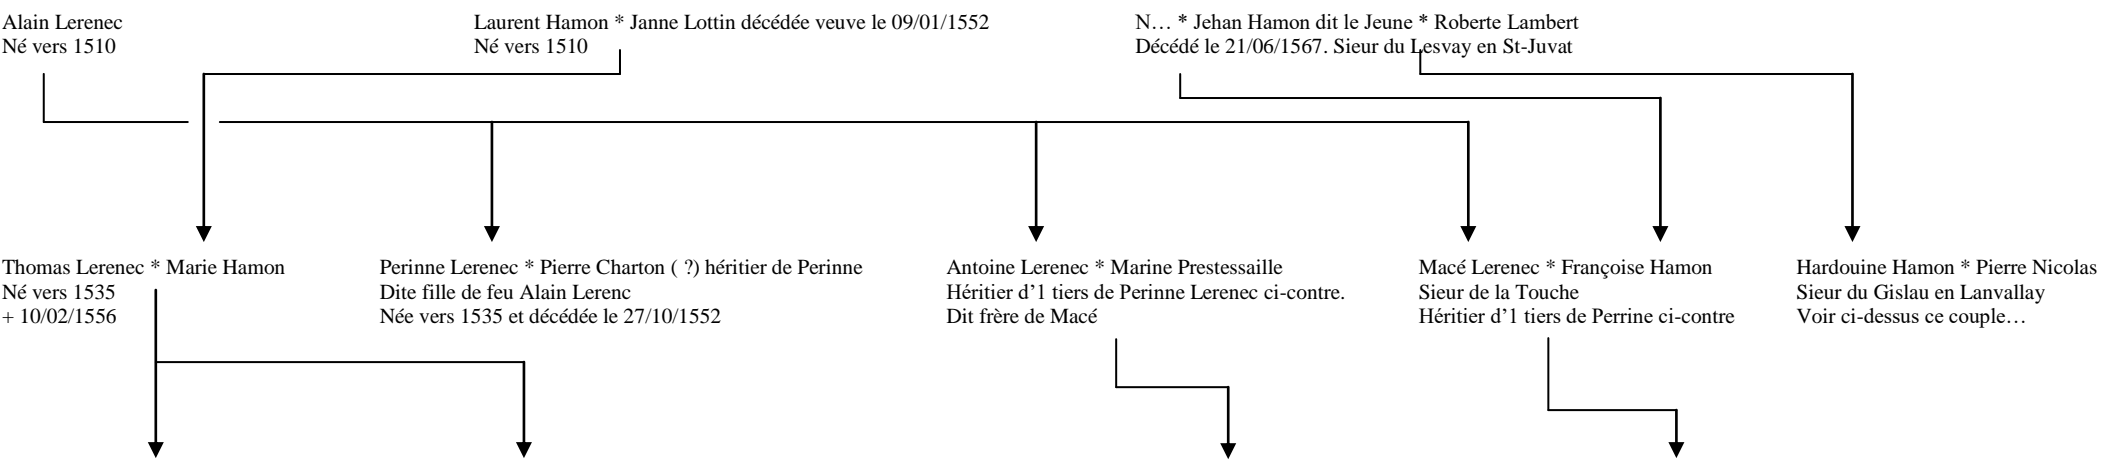 Alain Lerenec
Né vers 1510
Laurent Hamon * Janne Lottin décédée veuve le 09/01/1552
Né vers 1510
N… * Jehan Hamon dit le Jeune * Roberte Lambert
Décédé le 21/06/1567. Sieur du Lesvay en St-Juvat
Thomas Lerenec * Marie Hamon
Né vers 1535
+ 10/02/1556
Perinne Lerenec * Pierre Charton ( ?) héritier de Perinne
Dite fille de feu Alain Lerenc
Née vers 1535 et décédée le 27/10/1552
Antoine Lerenec * Marine Prestessaille
Héritier d’1 tiers de Perinne Lerenec ci-contre.
Dit frère de Macé
Macé Lerenec * Françoise Hamon
Sieur de la Touche
Héritier d’1 tiers de Perrine ci-contre
Hardouine Hamon * Pierre Nicolas
Sieur du Gislau en Lanvallay
Voir ci-dessus ce couple…